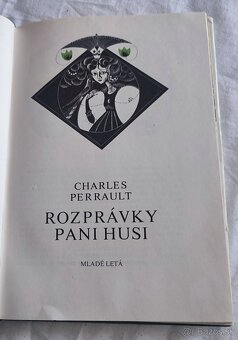 CHARLES
PERRAULT
ROZPRÁVKY
PANI HUSI
MLADÉ LETÁ